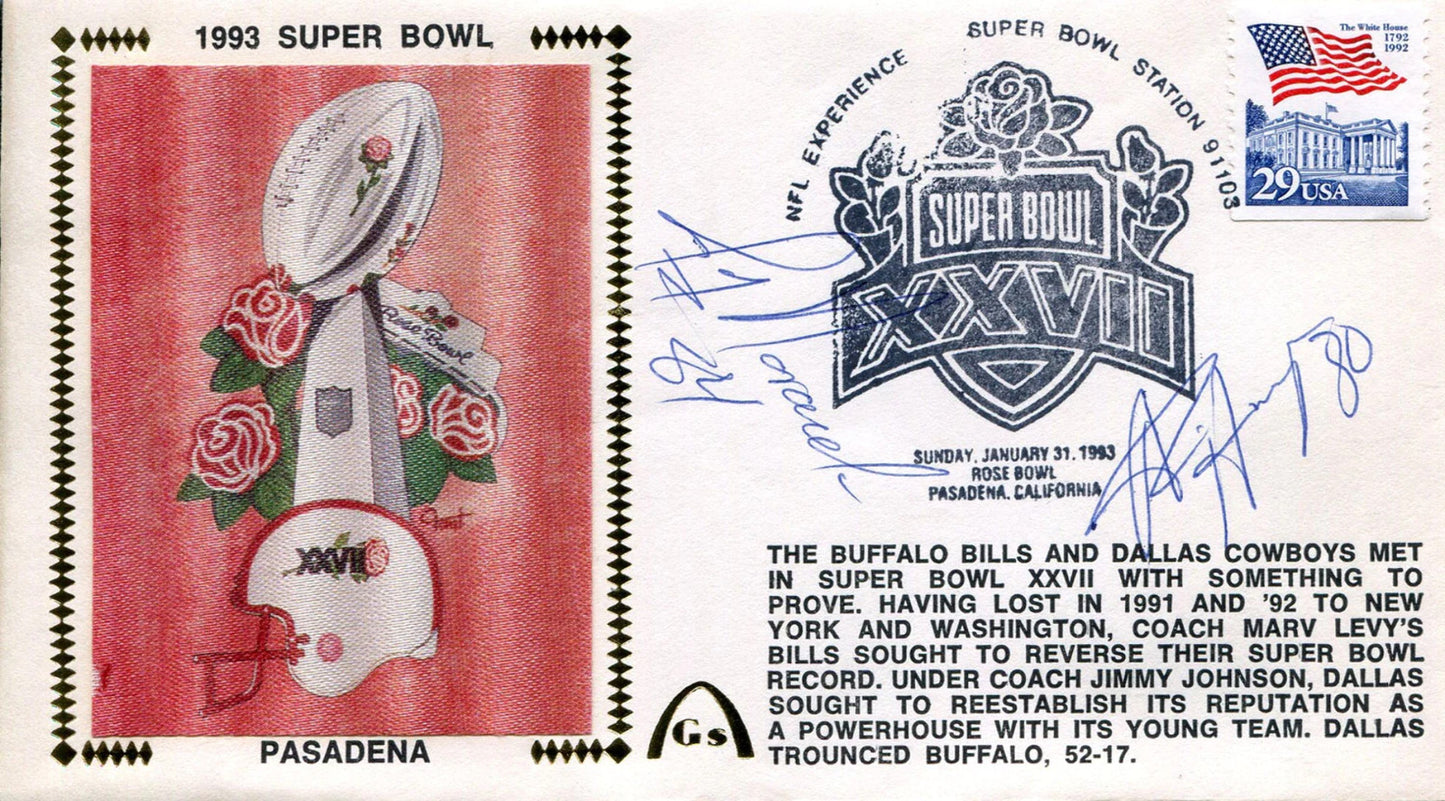 1993 SUPER BOWL
Rose Bowl
XXVII
PASADENA
NFL EXPERIENCE SUPER BOWL STATION 91103
SUPER BOWL
XXVII
SUNDAY, JANUARY 31, 1993
ROSE BOWL
PASADENA, CALIFORNIA
The White House
1792
1992
29 USA
80
THE BUFFALO BILLS AND DALLAS COWBOYS MET
IN SUPER BOWL XXVII WITH SOMETHING TO
PROVE. HAVING LOST IN 1991 AND '92 TO NEW
YORK AND WASHINGTON, COACH MARV LEVY'S
BILLS SOUGHT TO REVERSE THEIR SUPER BOWL
RECORD. UNDER COACH JIMMY JOHNSON, DALLAS
SOUGHT TO REESTABLISH ITS REPUTATION AS
A POWERHOUSE WITH ITS YOUNG TEAM. DALLAS
TROUNCED BUFFALO, 52-17.
Gs